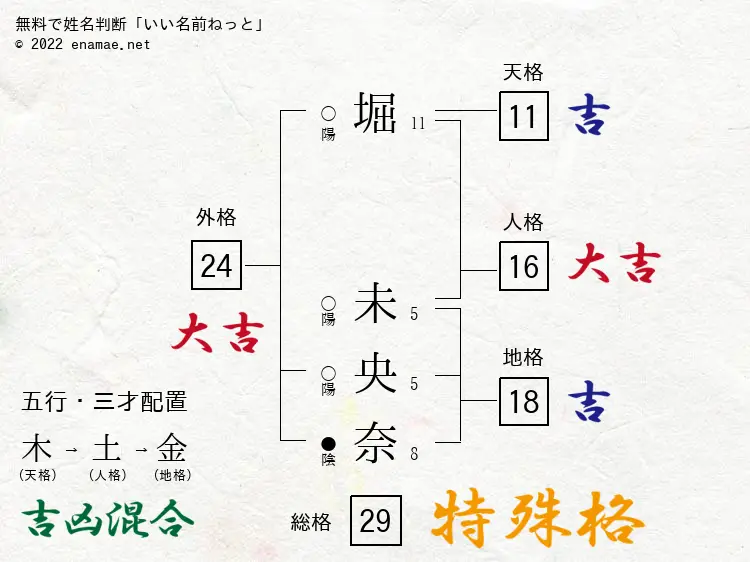 無料で姓名判断「いい名前ねっと」
© 2022 enamae.net
天格
○
陽
堀
11
11
吉
外格
24
大吉
人格
16
大吉
○
陽
未
5
○
陽
央
5
地格
18
吉
●
陰
奈
8
五行・三才配置
木→土→金
(天格) (人格) (地格)
吉凶混合
総格
29
特殊格